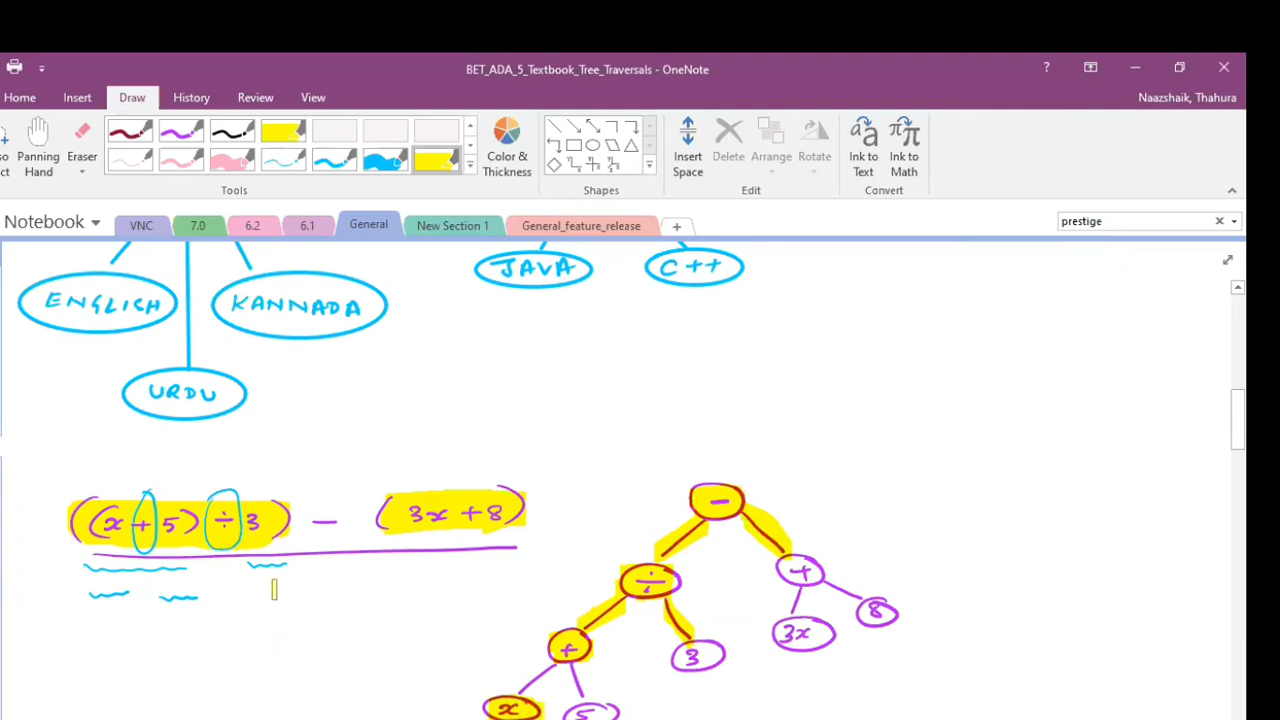 BET_ADA_5_Textbook_Tree_Traversals - OneNote
?
Home Insert Draw History Review View
Naazshaik, Thahura
Panning Hand
Eraser
Color & Thickness
Insert Space
Delete
Arrange
Rotate
Ink to Text
Ink to Math
Tools
Shapes
Edit
Convert
Notebook
VNC 7.0 6.2 6.1 General New Section 1 General_feature_release +
prestige
JAVA C++
ENGLISH KANNADA
URDU
((x + 5) ÷ 3) − (3x + 8)
−
÷ +
+ 3 3x 8
x 5